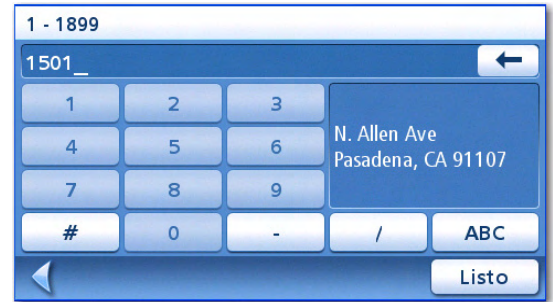 1 - 1899
1501_
1 2 3
N. Allen Ave
Pasadena, CA 91107
4 5 6
7 8 9
# 0 - / ABC
Listo